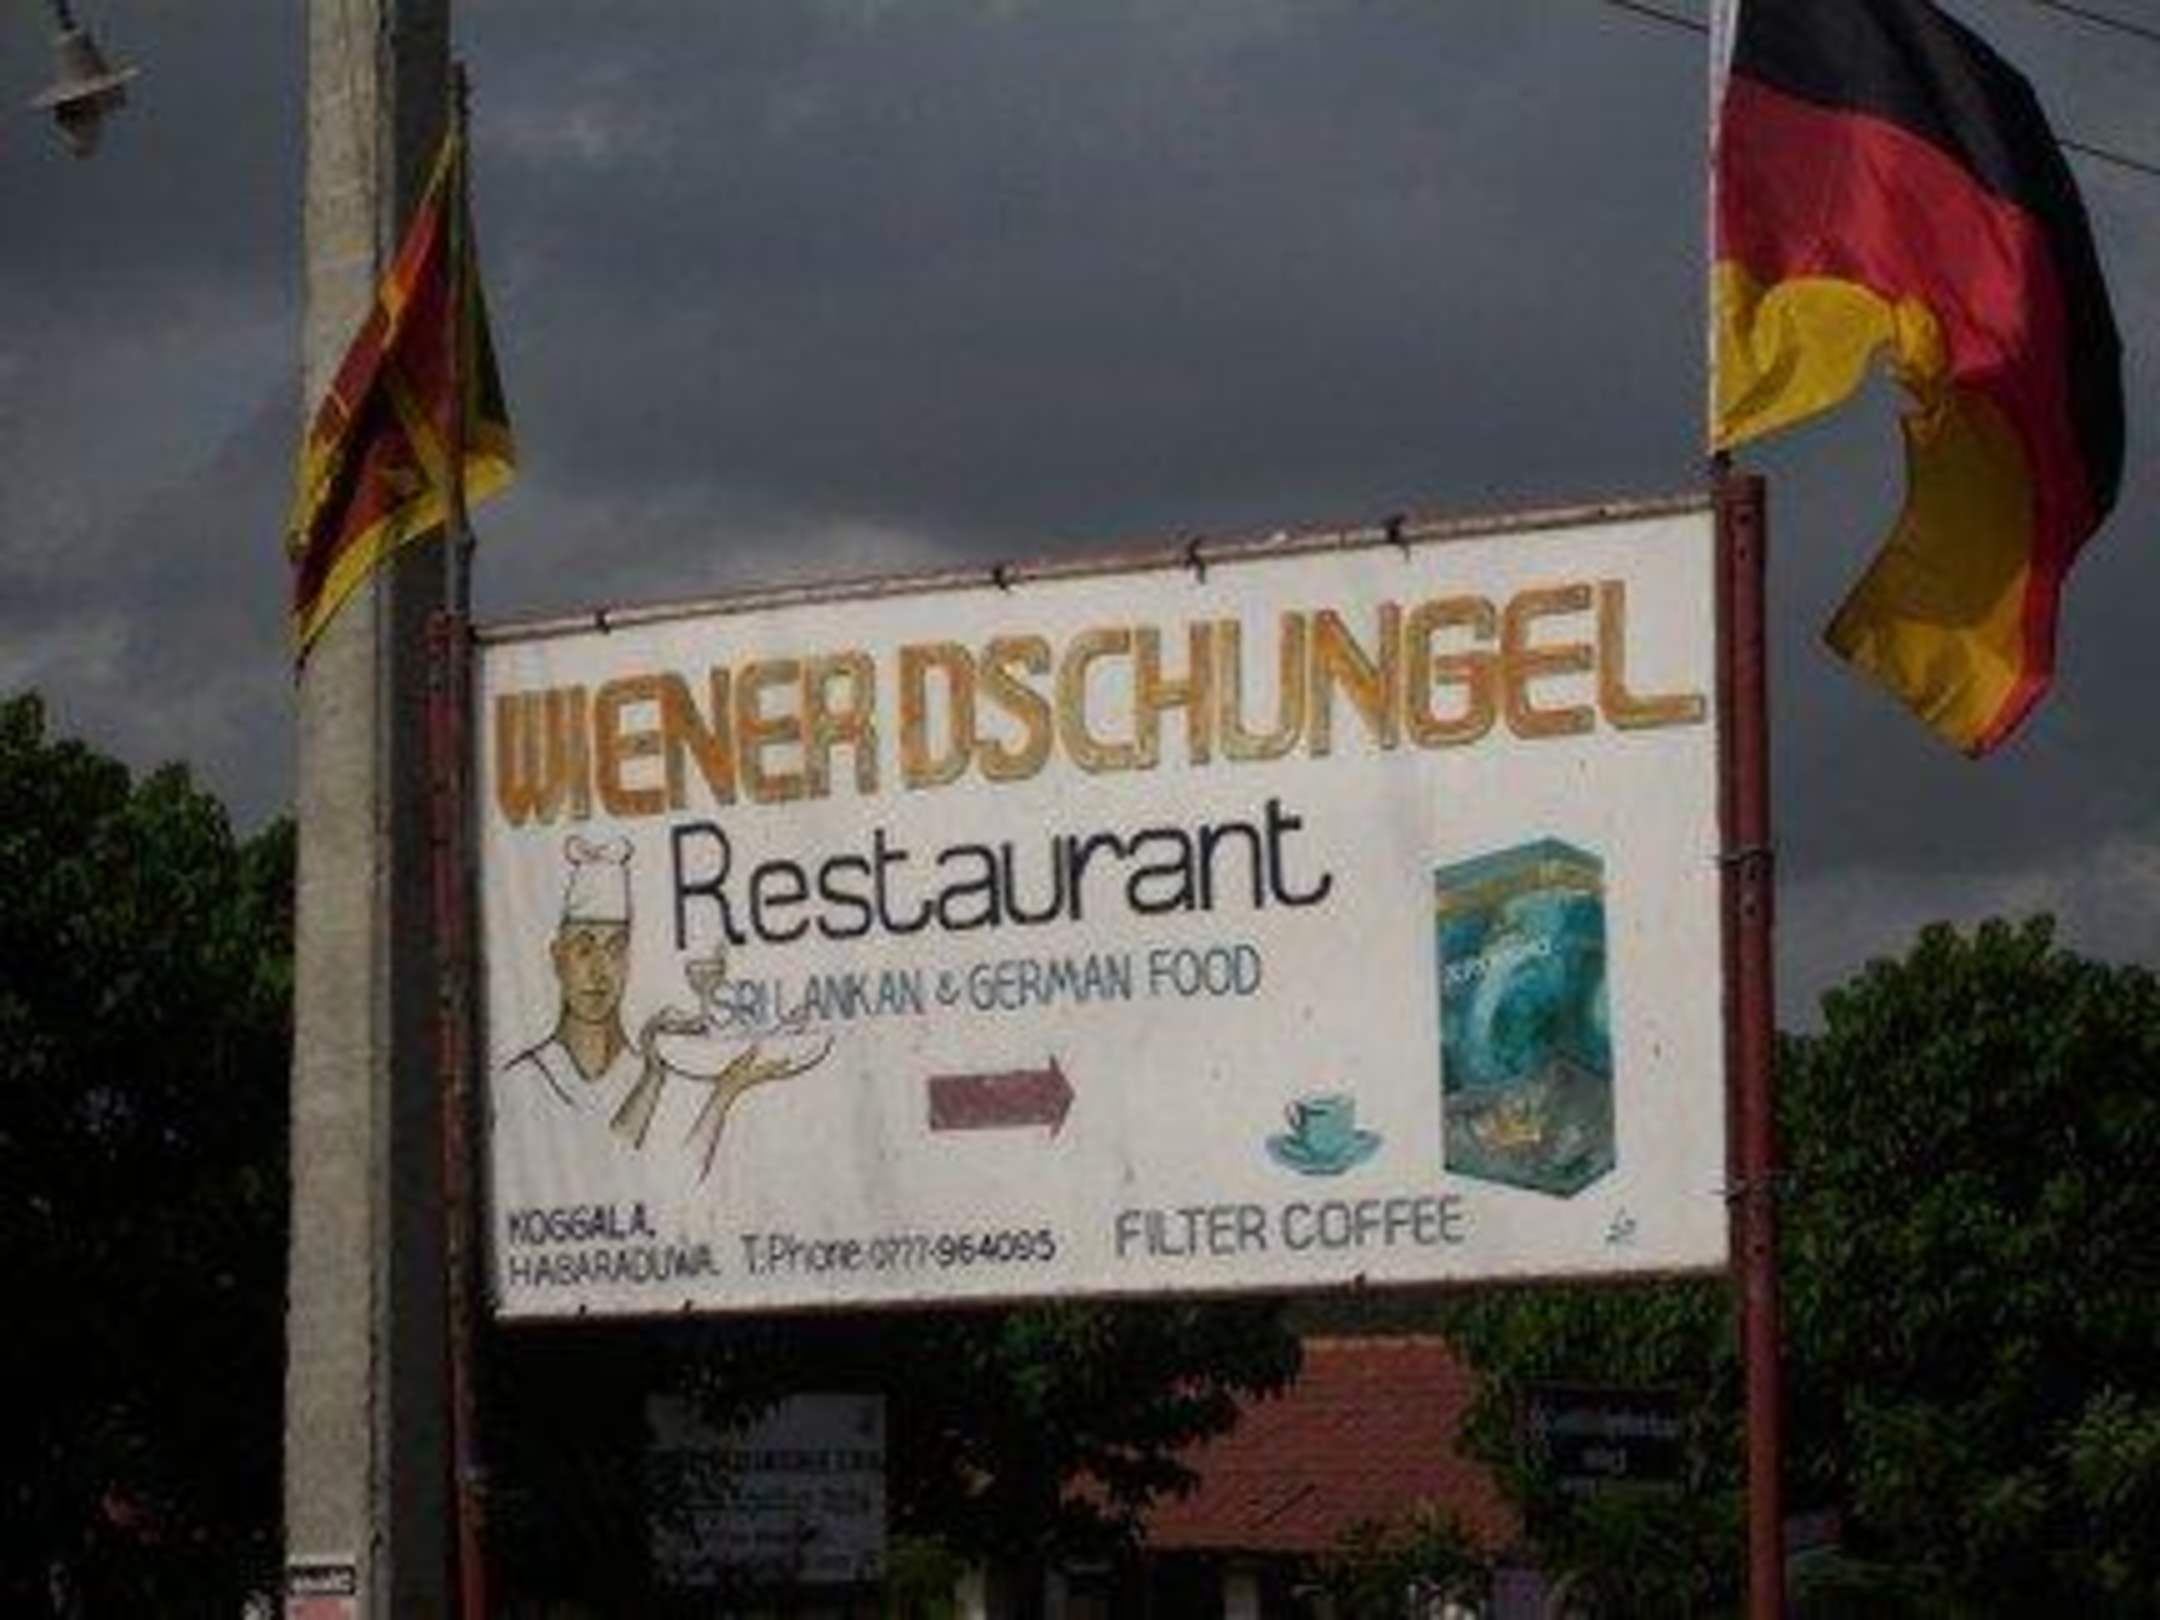 WIENER DSCHUNGEL
Restaurant
SRI LANKAN & GERMAN FOOD
KOGGALA,
HABARADUWA. T.Phone:0777-964095
FILTER COFFEE